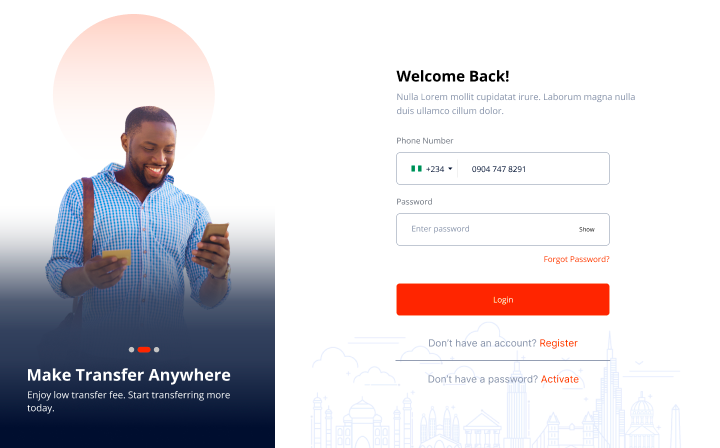 Make Transfer Anywhere
Enjoy low transfer fee. Start transferring more
today.
Welcome Back!
Nulla Lorem mollit cupidatat irure. Laborum magna nulla
duis ullamco cillum dolor.
Phone Number
+234 0904 747 8291
Password
Enter password Show
Forgot Password?
Login
Don't have an account? Register
Don't have a password? Activate